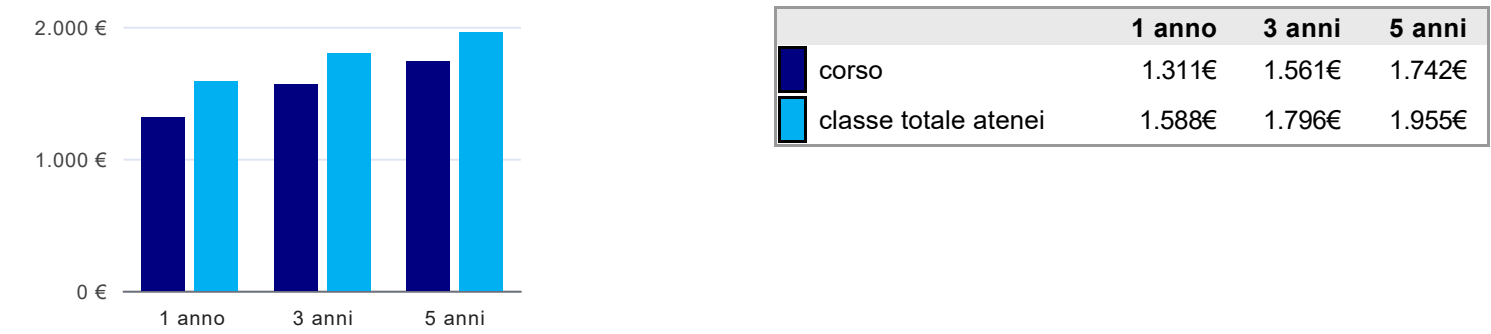 2.000 €
1.000 €
0 €
1 anno 3 anni 5 anni
1 anno 3 anni 5 anni
corso 1.311€ 1.561€ 1.742€
classe totale atenei 1.588€ 1.796€ 1.955€